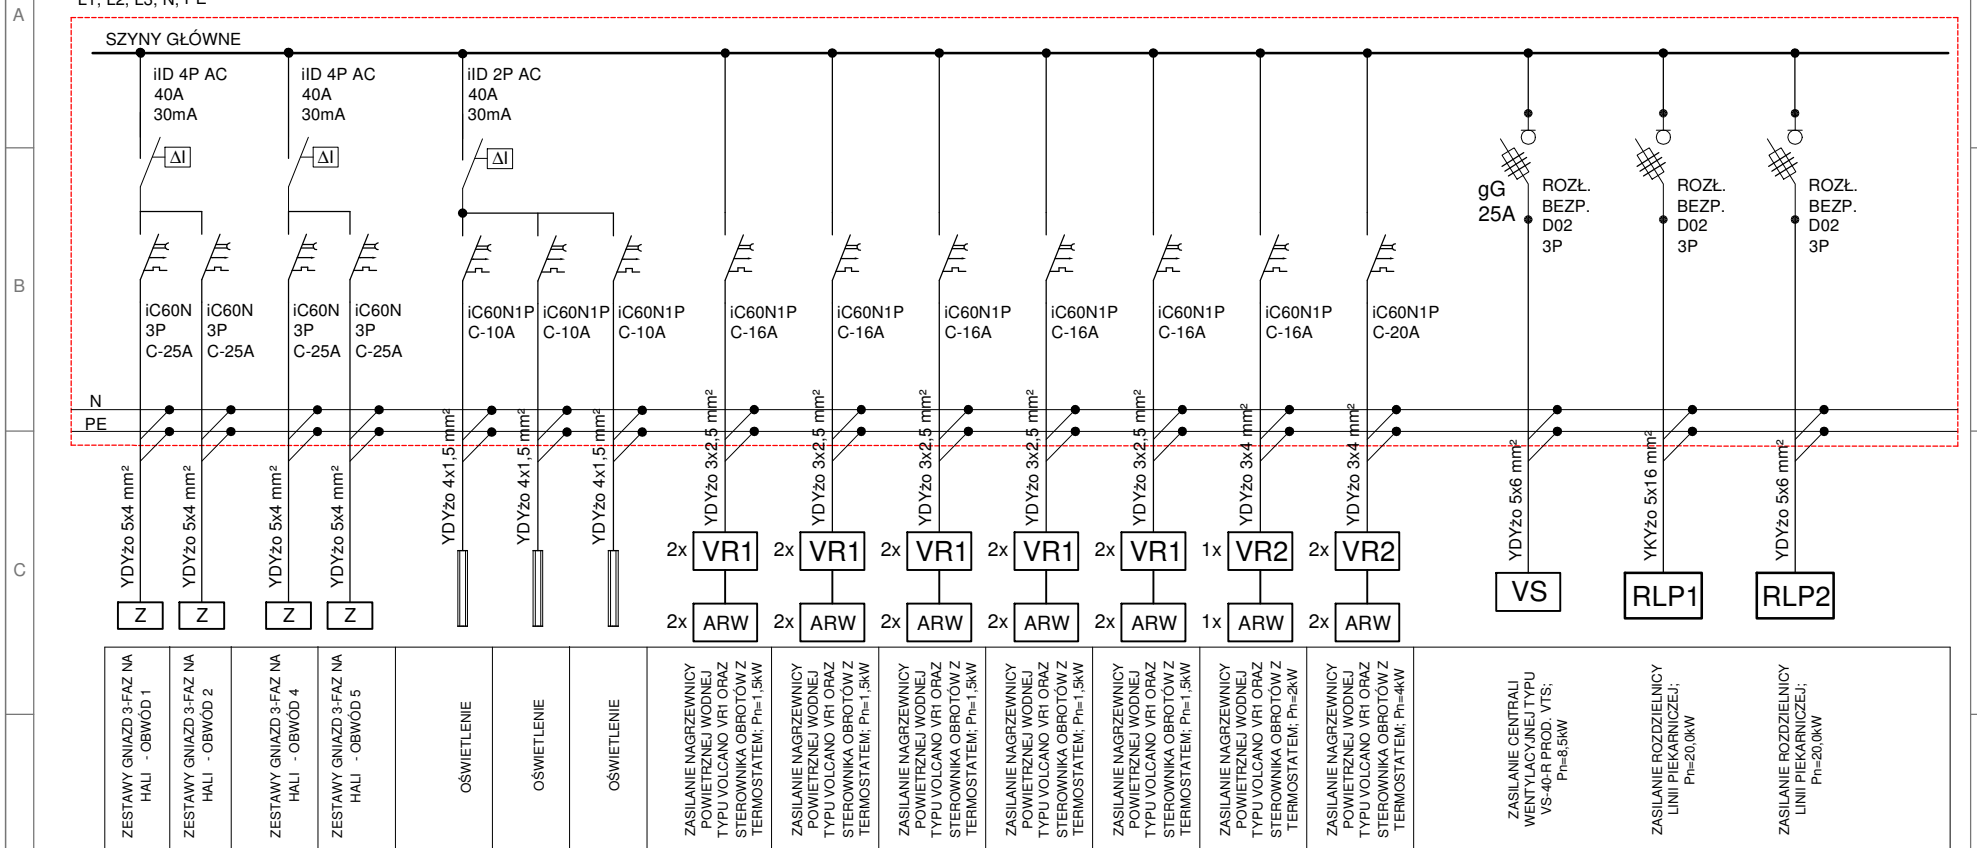 A
L1, L2, L3, N, PE
SZYNY GŁÓWNE
iID 4P AC
40A
30mA
iID 4P AC
40A
30mA
iID 2P AC
40A
30mA
ΔI
ΔI
ΔI
gG
25A
ROZŁ.
BEZP.
D02
3P
ROZŁ.
BEZP.
D02
3P
ROZŁ.
BEZP.
D02
3P
B
iC60N
3P
C-25A
iC60N
3P
C-25A
iC60N
3P
C-25A
iC60N
3P
C-25A
iC60N1P
C-10A
iC60N1P
C-10A
iC60N1P
C-10A
iC60N1P
C-16A
iC60N1P
C-16A
iC60N1P
C-16A
iC60N1P
C-16A
iC60N1P
C-16A
iC60N1P
C-16A
iC60N1P
C-20A
N
PE
YDYżo 5x4 mm²
YDYżo 5x4 mm²
YDYżo 5x4 mm²
YDYżo 5x4 mm²
YDYżo 4x1,5 mm²
YDYżo 4x1,5 mm²
YDYżo 4x1,5 mm²
YDYżo 3x2,5 mm²
YDYżo 3x2,5 mm²
YDYżo 3x2,5 mm²
YDYżo 3x2,5 mm²
YDYżo 3x2,5 mm²
YDYżo 3x4 mm²
YDYżo 3x4 mm²
YDYżo 5x6 mm²
YKYżo 5x16 mm²
YDYżo 5x6 mm²
C
2x VR1
2x VR1
2x VR1
2x VR1
2x VR1
1x VR2
2x VR2
VS
RLP1
RLP2
Z
Z
Z
Z
2x ARW
2x ARW
2x ARW
2x ARW
2x ARW
1x ARW
2x ARW
ZESTAWY GNIAZD 3-FAZ NA
HALI - OBWÓD 1
ZESTAWY GNIAZD 3-FAZ NA
HALI - OBWÓD 2
ZESTAWY GNIAZD 3-FAZ NA
HALI - OBWÓD 4
ZESTAWY GNIAZD 3-FAZ NA
HALI - OBWÓD 5
OŚWIETLENIE
OŚWIETLENIE
OŚWIETLENIE
ZASILANIE NAGRZEWNICY
POWIETRZNEJ WODNEJ
TYPU VOLCANO VR1 ORAZ
STEROWNIKA OBROTÓW Z
TERMOSTATEM; Pn=1,5kW
ZASILANIE NAGRZEWNICY
POWIETRZNEJ WODNEJ
TYPU VOLCANO VR1 ORAZ
STEROWNIKA OBROTÓW Z
TERMOSTATEM; Pn=1,5kW
ZASILANIE NAGRZEWNICY
POWIETRZNEJ WODNEJ
TYPU VOLCANO VR1 ORAZ
STEROWNIKA OBROTÓW Z
TERMOSTATEM; Pn=1,5kW
ZASILANIE NAGRZEWNICY
POWIETRZNEJ WODNEJ
TYPU VOLCANO VR1 ORAZ
STEROWNIKA OBROTÓW Z
TERMOSTATEM; Pn=1,5kW
ZASILANIE NAGRZEWNICY
POWIETRZNEJ WODNEJ
TYPU VOLCANO VR1 ORAZ
STEROWNIKA OBROTÓW Z
TERMOSTATEM; Pn=1,5kW
ZASILANIE NAGRZEWNICY
POWIETRZNEJ WODNEJ
TYPU VOLCANO VR1 ORAZ
STEROWNIKA OBROTÓW Z
TERMOSTATEM; Pn=2kW
ZASILANIE NAGRZEWNICY
POWIETRZNEJ WODNEJ
TYPU VOLCANO VR1 ORAZ
STEROWNIKA OBROTÓW Z
TERMOSTATEM; Pn=4kW
ZASILANIE CENTRALI
WENTYLACYJNEJ TYPU
VS-40-R PROD. VTS;
Pn=8,5kW
ZASILANIE ROZDZIELNICY
LINII PIEKARNICZEJ;
Pn=20,0kW
ZASILANIE ROZDZIELNICY
LINII PIEKARNICZEJ;
Pn=20,0kW